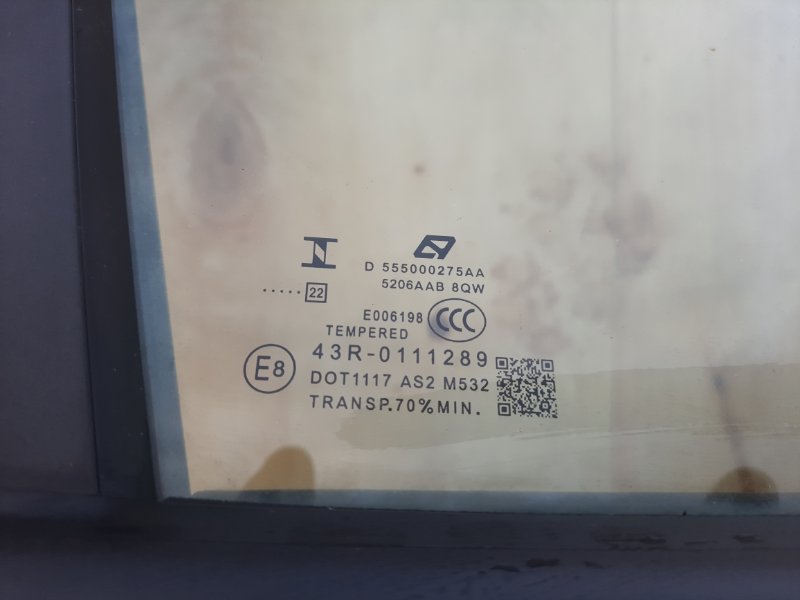 D 555000275AA
5206AAB 8QW
..... 22
E006198 CCC
TEMPERED
E8 43R-0111289
DOT1117 AS2 M532
TRANSP.70%MIN.